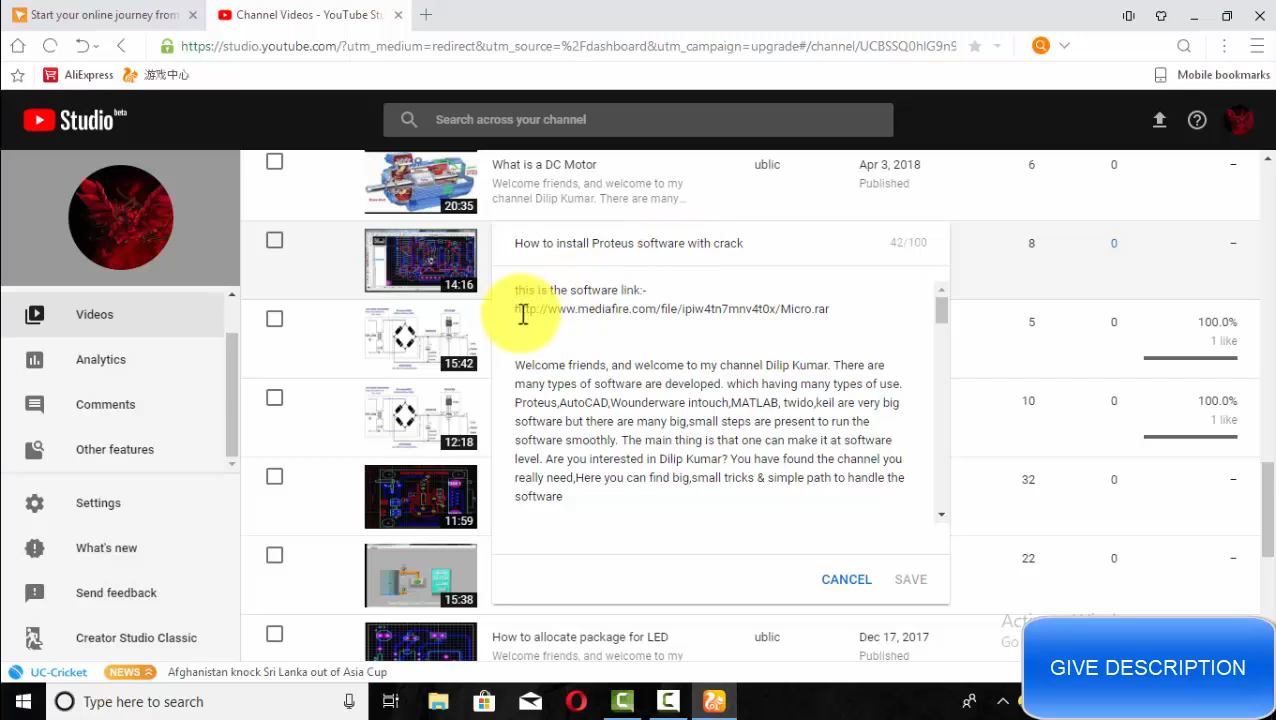 Start your online journey from
Channel Videos - YouTube Stu
https://studio.youtube.com/?utm_medium=redirect&utm_source=%2Fdashboard&utm_campaign=upgrade#/channel/UCBSSQ0hIG9n9
AliExpress
游戏中心
Mobile bookmarks
Studio beta
Search across your channel
What is a DC Motor
ublic
Apr 3, 2018
6
0
–
Welcome friends, and welcome to my
Published
channel Dilip Kumar. There are
many…
20:35
How to install Proteus software with crack
42/100
8
0
–
14:16
this is the software link:-
www.mediafire.com/file/ipiw4tn7mnv4t0x/Micro.rar
Welcome friends, and welcome to my channel Dilip Kumar. There are
many types of software are developed. which having many types of use.
Proteus,AutoCAD,Wounderware intouch,MATLAB, twido,keil are very big
software but there are many big,small steps are present to run the
software smoothly. The main thing is that one can make it at software
level. Are you interested in Dilip Kumar? You have found the channel you
really need,Here you can find big,small tricks & simple path to handle the
software
CANCEL
SAVE
15:42
5
0
100.0%
1 like
12:18
10
0
100.0%
1 like
11:59
32
0
–
15:38
22
0
–
How to allocate package for LED
ublic
Dec 17, 2017
Welcome friends, and welcome to my
Published
Videos
Analytics
Comments
Other features
Settings
What's new
Send feedback
Creator Studio Classic
GIVE DESCRIPTION
UC-Cricket
NEWS
Afghanistan knock Sri Lanka out of Asia Cup
Type here to search